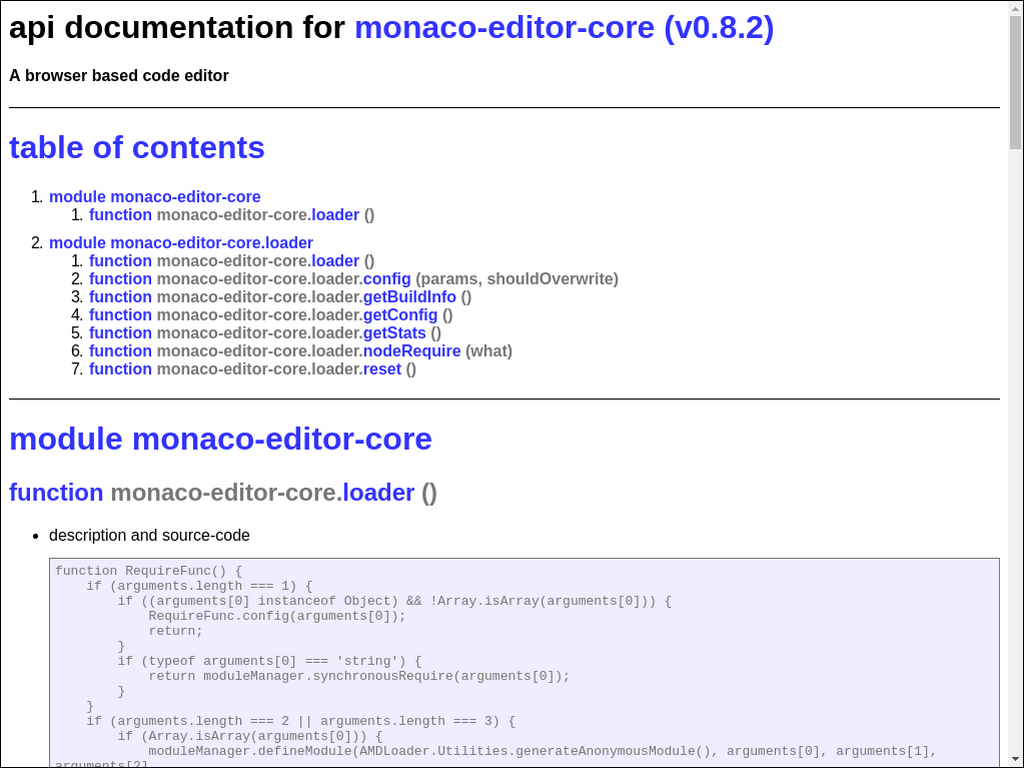 api documentation for monaco-editor-core (v0.8.2)
A browser based code editor
table of contents
1. module monaco-editor-core
1. function monaco-editor-core.loader ()
2. module monaco-editor-core.loader
1. function monaco-editor-core.loader ()
2. function monaco-editor-core.loader.config (params, shouldOverwrite)
3. function monaco-editor-core.loader.getBuildInfo ()
4. function monaco-editor-core.loader.getConfig ()
5. function monaco-editor-core.loader.getStats ()
6. function monaco-editor-core.loader.nodeRequire (what)
7. function monaco-editor-core.loader.reset ()
module monaco-editor-core
function monaco-editor-core.loader ()
• description and source-code
function RequireFunc() {
    if (arguments.length === 1) {
        if ((arguments[0] instanceof Object) && !Array.isArray(arguments[0])) {
            RequireFunc.config(arguments[0]);
            return;
        }
        if (typeof arguments[0] === 'string') {
            return moduleManager.synchronousRequire(arguments[0]);
        }
    }
    if (arguments.length === 2 || arguments.length === 3) {
        if (Array.isArray(arguments[0])) {
            moduleManager.defineModule(AMDLoader.Utilities.generateAnonymousModule(), arguments[0], arguments[1],
arguments[2]